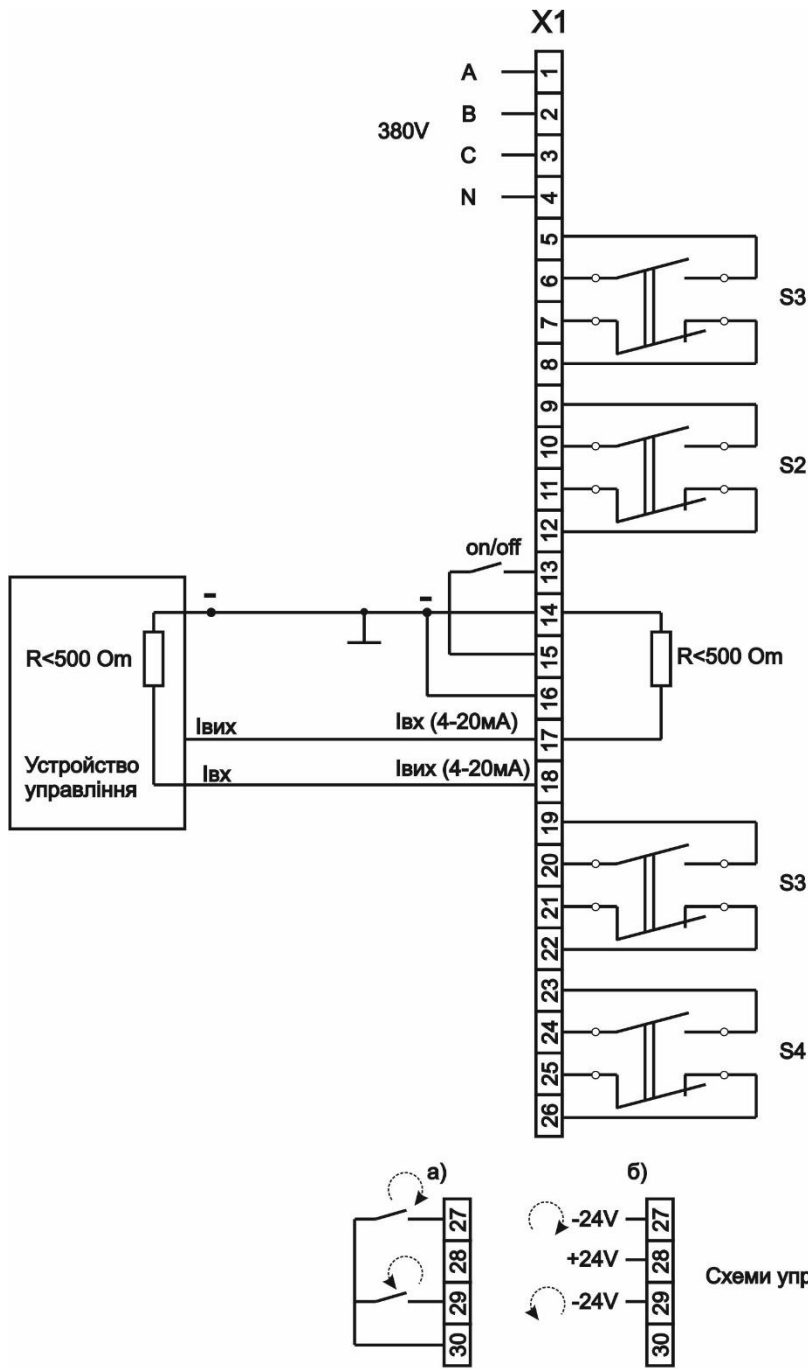 X1
A
1
B
2
380V
C
3
N
4
5
6
S3
7
8
9
10
S2
11
12
on/off
13
-
-
14
R<500 Om
R<500 Om
15
16
Iвих
Iвх (4-20мА)
17
Устройство
управління
Iвх
Iвих (4-20мА)
18
19
20
S3
21
22
23
24
S4
25
26
а)
б)
27
-24V
27
28
+24V
28
Схеми упр
29
-24V
29
30
30